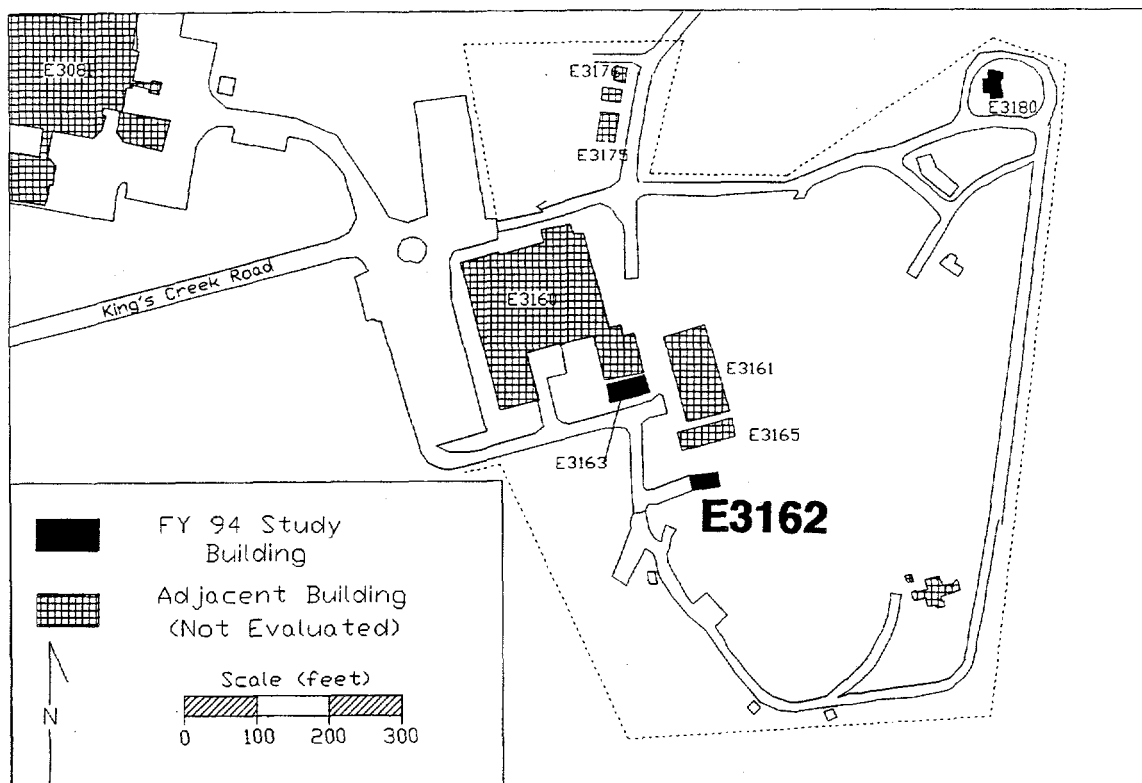 E308
E3176
E3175
E3180
King's Creek Road
E3160
E3161
E3165
E3163
E3162
FY 94 Study
Building
Adjacent Building
(Not Evaluated)
Scale (feet)
N
0 100 200 300